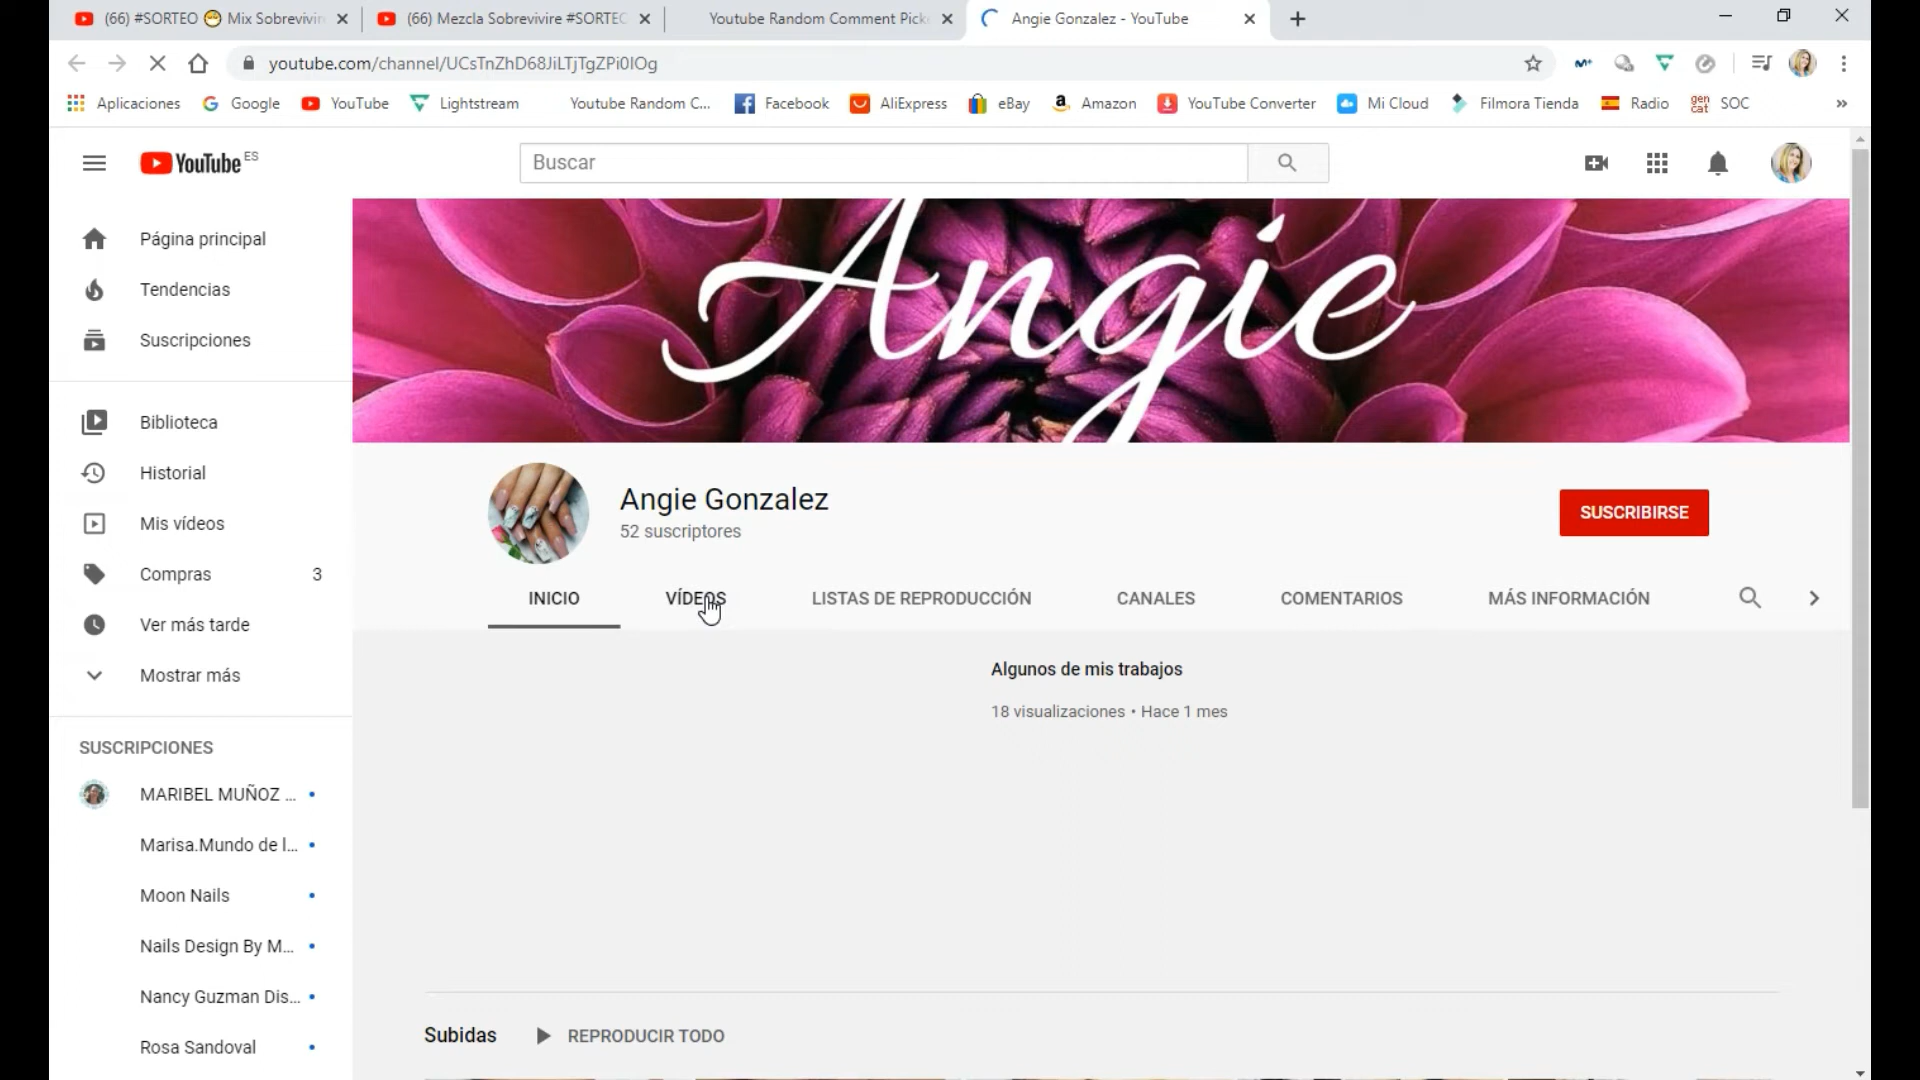 (66) #SORTEO 😁 Mix Sobrevivir
(66) Mezcla Sobrevivire #SORTEO
Youtube Random Comment Picke
Angie Gonzalez - YouTube
youtube.com/channel/UCsTnZhD68JiLTjTgZPi0IOg
Aplicaciones
Google
YouTube
Lightstream
Youtube Random C...
Facebook
AliExpress
eBay
Amazon
YouTube Converter
Mi Cloud
Filmora Tienda
Radio
gencat SOC
»
YouTube ES
Buscar
Página principal
Tendencias
Suscripciones
Biblioteca
Historial
Mis vídeos
Compras 3
Ver más tarde
Mostrar más
SUSCRIPCIONES
MARIBEL MUÑOZ ...
Marisa.Mundo de l...
Moon Nails
Nails Design By M...
Nancy Guzman Dis...
Rosa Sandoval
Angie
Angie Gonzalez
52 suscriptores
SUSCRIBIRSE
INICIO
VÍDEOS
LISTAS DE REPRODUCCIÓN
CANALES
COMENTARIOS
MÁS INFORMACIÓN
Algunos de mis trabajos
18 visualizaciones • Hace 1 mes
Subidas
REPRODUCIR TODO